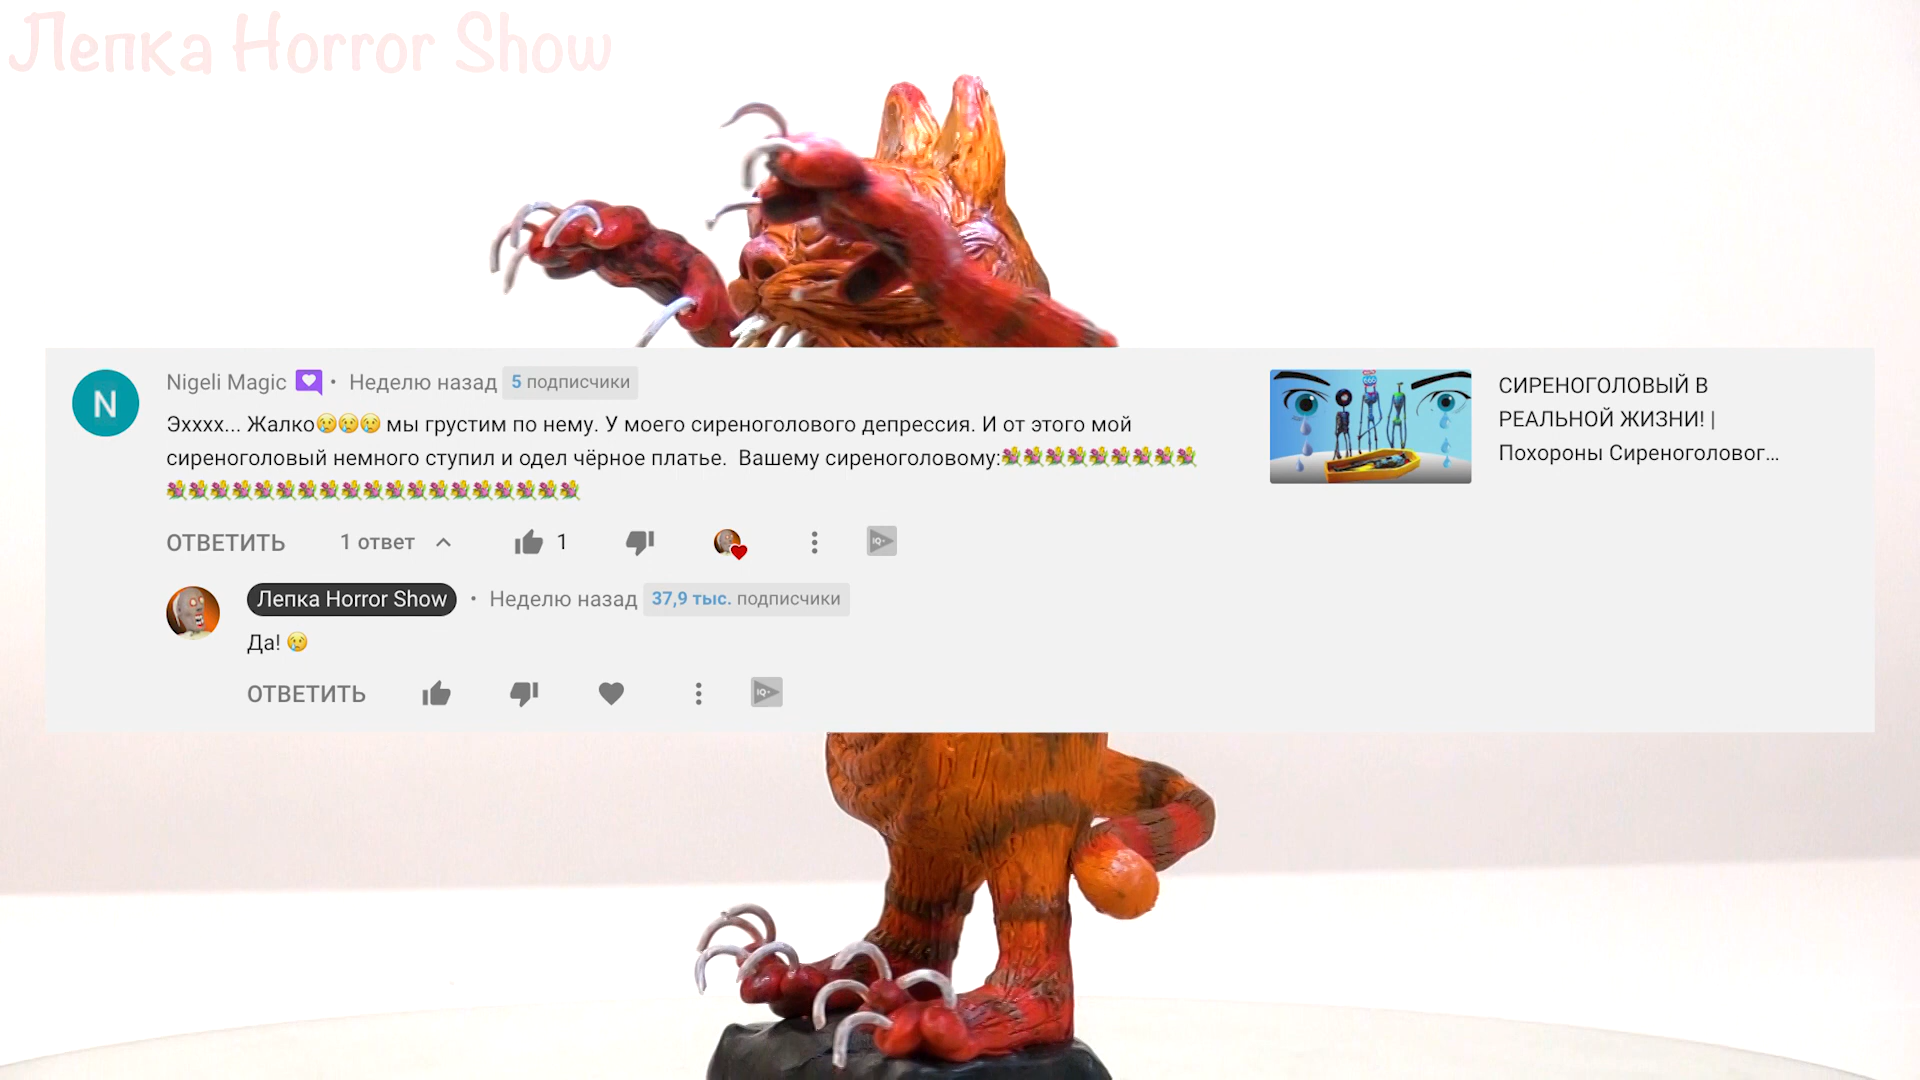 Лепка Horror Show
Nigeli Magic • Неделю назад 5 подписчики
N
Эхххх... Жалко😢😢😢 мы грустим по нему. У моего сиреноголового депрессия. И от этого мой
сиреноголовый немного ступил и одел чёрное платье. Вашему сиреноголовому:💐💐💐💐💐💐💐💐💐
💐💐💐💐💐💐💐💐💐💐💐💐💐💐💐💐💐💐💐
ОТВЕТИТЬ 1 ответ 1 IQ+
Лепка Horror Show • Неделю назад 37,9 тыс. подписчики
Да! 😢
ОТВЕТИТЬ IQ+
СИРЕНОГОЛОВЫЙ В
РЕАЛЬНОЙ ЖИЗНИ! |
Похороны Сиреноголовог...